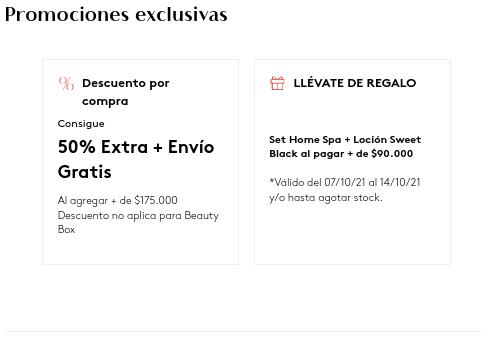 Promociones exclusivas
% Descuento por
compra
Consigue
50% Extra + Envío
Gratis
Al agregar + de $175.000
Descuento no aplica para Beauty
Box
LLÉVATE DE REGALO
Set Home Spa + Loción Sweet
Black al pagar + de $90.000
*Válido del 07/10/21 al 14/10/21
y/o hasta agotar stock.